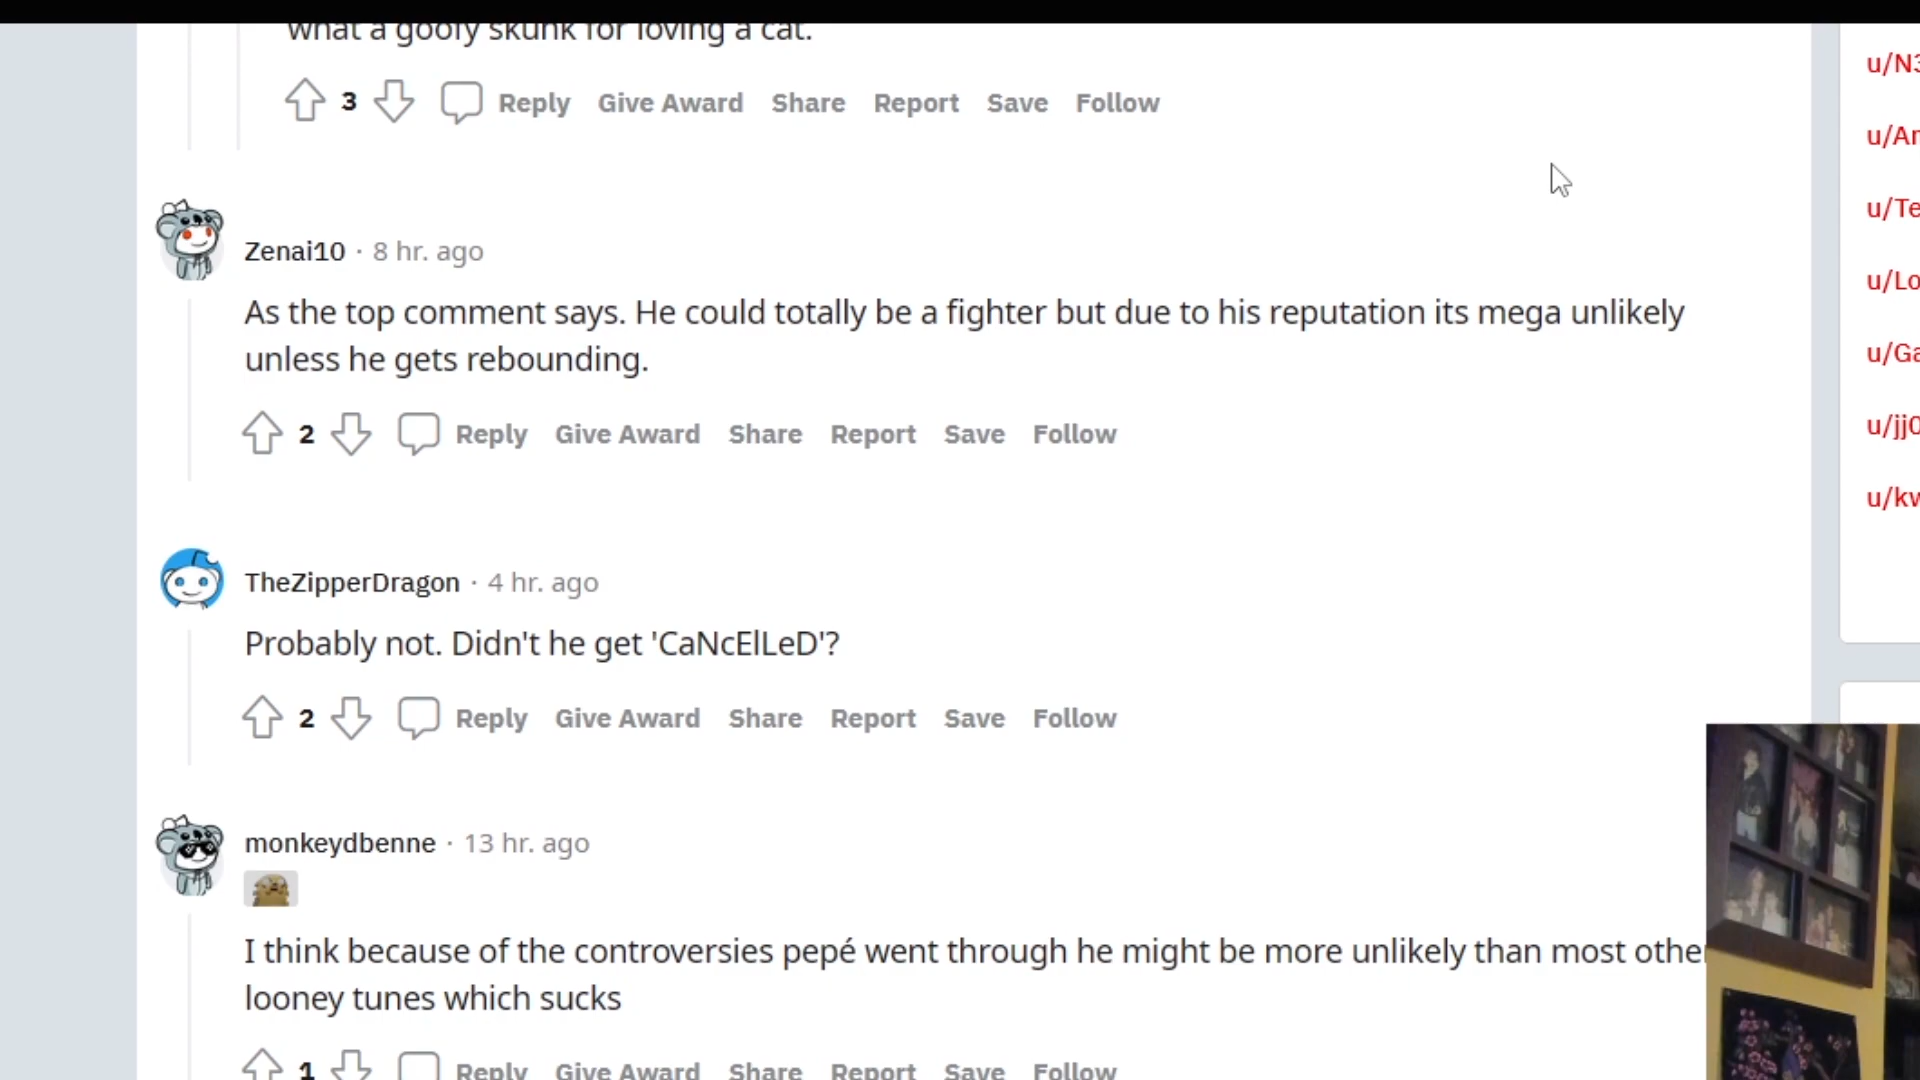 what a goofy skunk for loving a cat.
3 Reply Give Award Share Report Save Follow
Zenai10 · 8 hr. ago
As the top comment says. He could totally be a fighter but due to his reputation its mega unlikely
unless he gets rebounding.
2 Reply Give Award Share Report Save Follow
TheZipperDragon · 4 hr. ago
Probably not. Didn't he get 'CaNcElLeD'?
2 Reply Give Award Share Report Save Follow
monkeydbenne · 13 hr. ago
I think because of the controversies pepé went through he might be more unlikely than most other
looney tunes which sucks
1 Reply Give Award Share Report Save Follow
u/N3
u/Ar
u/Te
u/Lo
u/Ga
u/jj0
u/kw